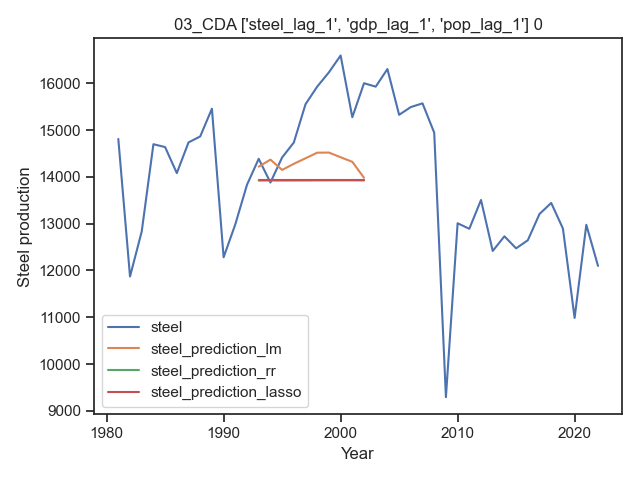 03_CDA ['steel_lag_1', 'gdp_lag_1', 'pop_lag_1'] 0
Steel production
16000
15000
14000
13000
12000
11000
10000
9000
steel
steel_prediction_lm
steel_prediction_rr
steel_prediction_lasso
1980 1990 2000 2010 2020
Year